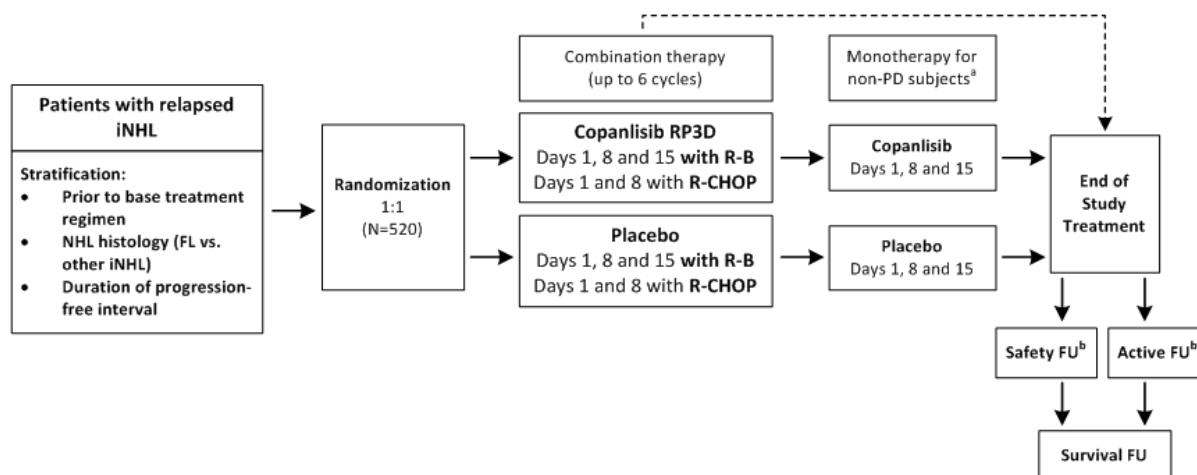 Patients with relapsed
iNHL
Stratification:
• Prior to base treatment
regimen
• NHL histology (FL vs.
other iNHL)
• Duration of progression-
free interval
Randomization
1:1
(N=520)
Combination therapy
(up to 6 cycles)
Copanlisib RP3D
Days 1, 8 and 15 with R-B
Days 1 and 8 with R-CHOP
Placebo
Days 1, 8 and 15 with R-B
Days 1 and 8 with R-CHOP
Monotherapy for
non-PD subjectsᵃ
Copanlisib
Days 1, 8 and 15
Placebo
Days 1, 8 and 15
End of
Study
Treatment
Safety FUᵇ
Active FUᵇ
Survival FU